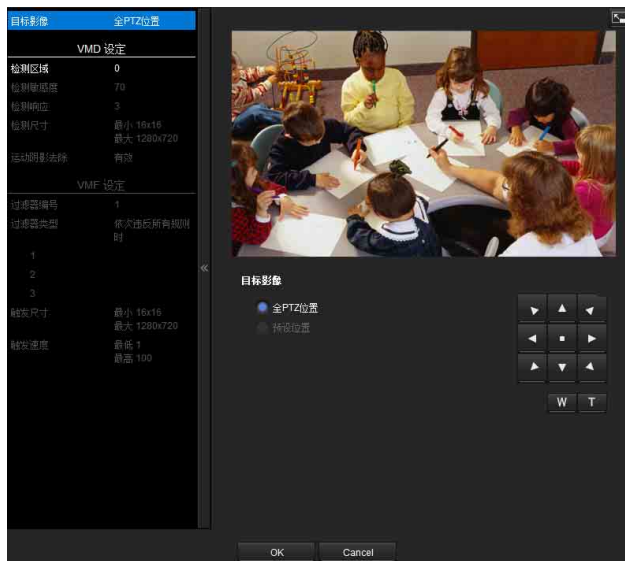 目标影像 全PTZ位置
VMD 设定
检测区域 0
检测敏感度 70
检测响应 3
检测尺寸 最小 16x16
最大 1280x720
运动阴影去除 有效
VMF 设定
过滤器编号 1
过滤器类型 依次违反所有规则
时
1
2
3
触发尺寸 最小 16x16
最大 1280x720
触发速度 最低 1
最高 100
«
目标影像
全PTZ位置
预设位置
W T
OK Cancel